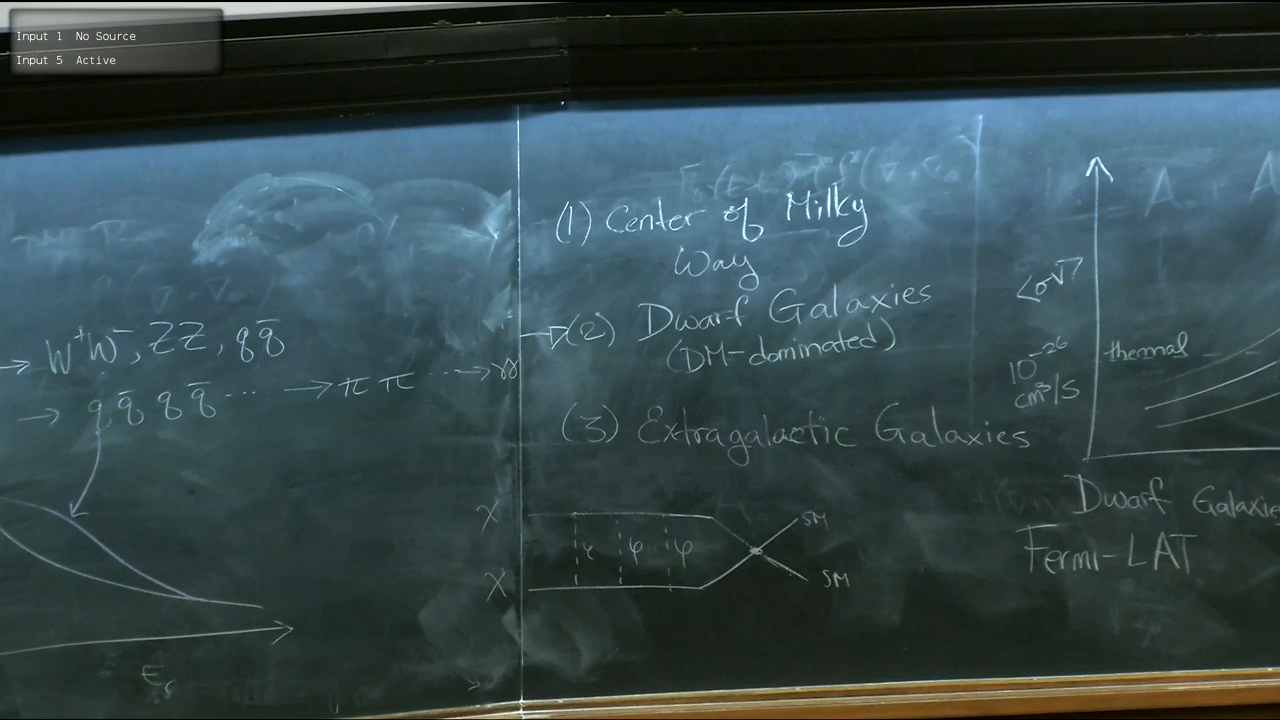 Input 1 No Source
Input 5 Active
→ W⁺W⁻, ZZ, qq̄
→ qq̄ qq̄ ... → π π ... → γγ
E_γ
(1) Center of Milky
Way
→ (2) Dwarf Galaxies
(DM-dominated)
(3) Extragalactic Galaxies
χ
φ φ SM
χ
SM
<σv>
10⁻²⁶
cm³/s
thermal
Dwarf Galaxie
Fermi-LAT